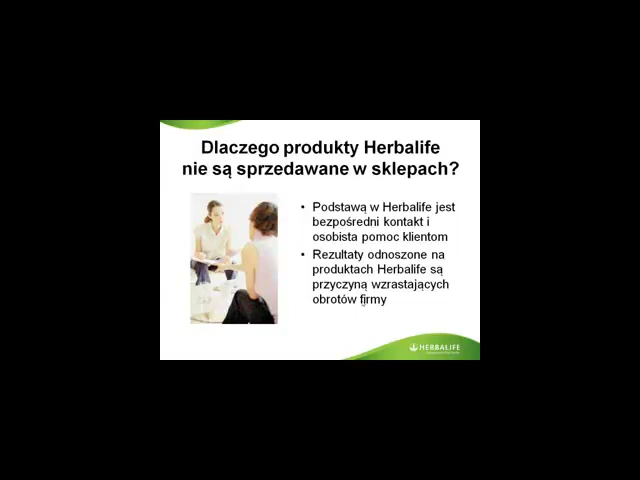 Dlaczego produkty Herbalife
nie są sprzedawane w sklepach?
• Podstawą w Herbalife jest
bezpośredni kontakt i
osobista pomoc klientom
• Rezultaty odnoszone na
produktach Herbalife są
przyczyną wzrastających
obrotów firmy
HERBALIFE